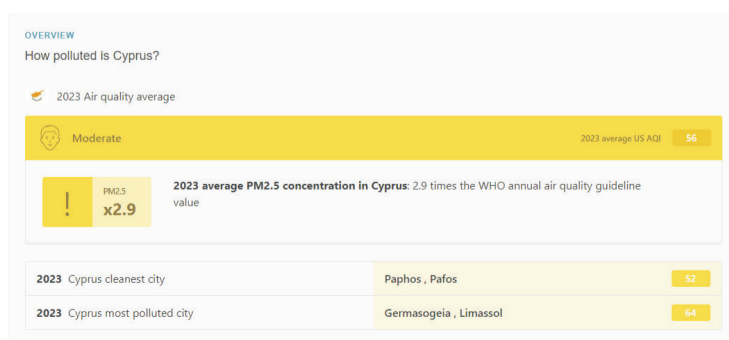 OVERVIEW
How polluted is Cyprus?
2023 Air quality average
Moderate 2023 average US AQI 56
! PM2.5
x2.9
2023 average PM2.5 concentration in Cyprus: 2.9 times the WHO annual air quality guideline
value
2023 Cyprus cleanest city Paphos , Pafos 52
2023 Cyprus most polluted city Germasogeia , Limassol 64